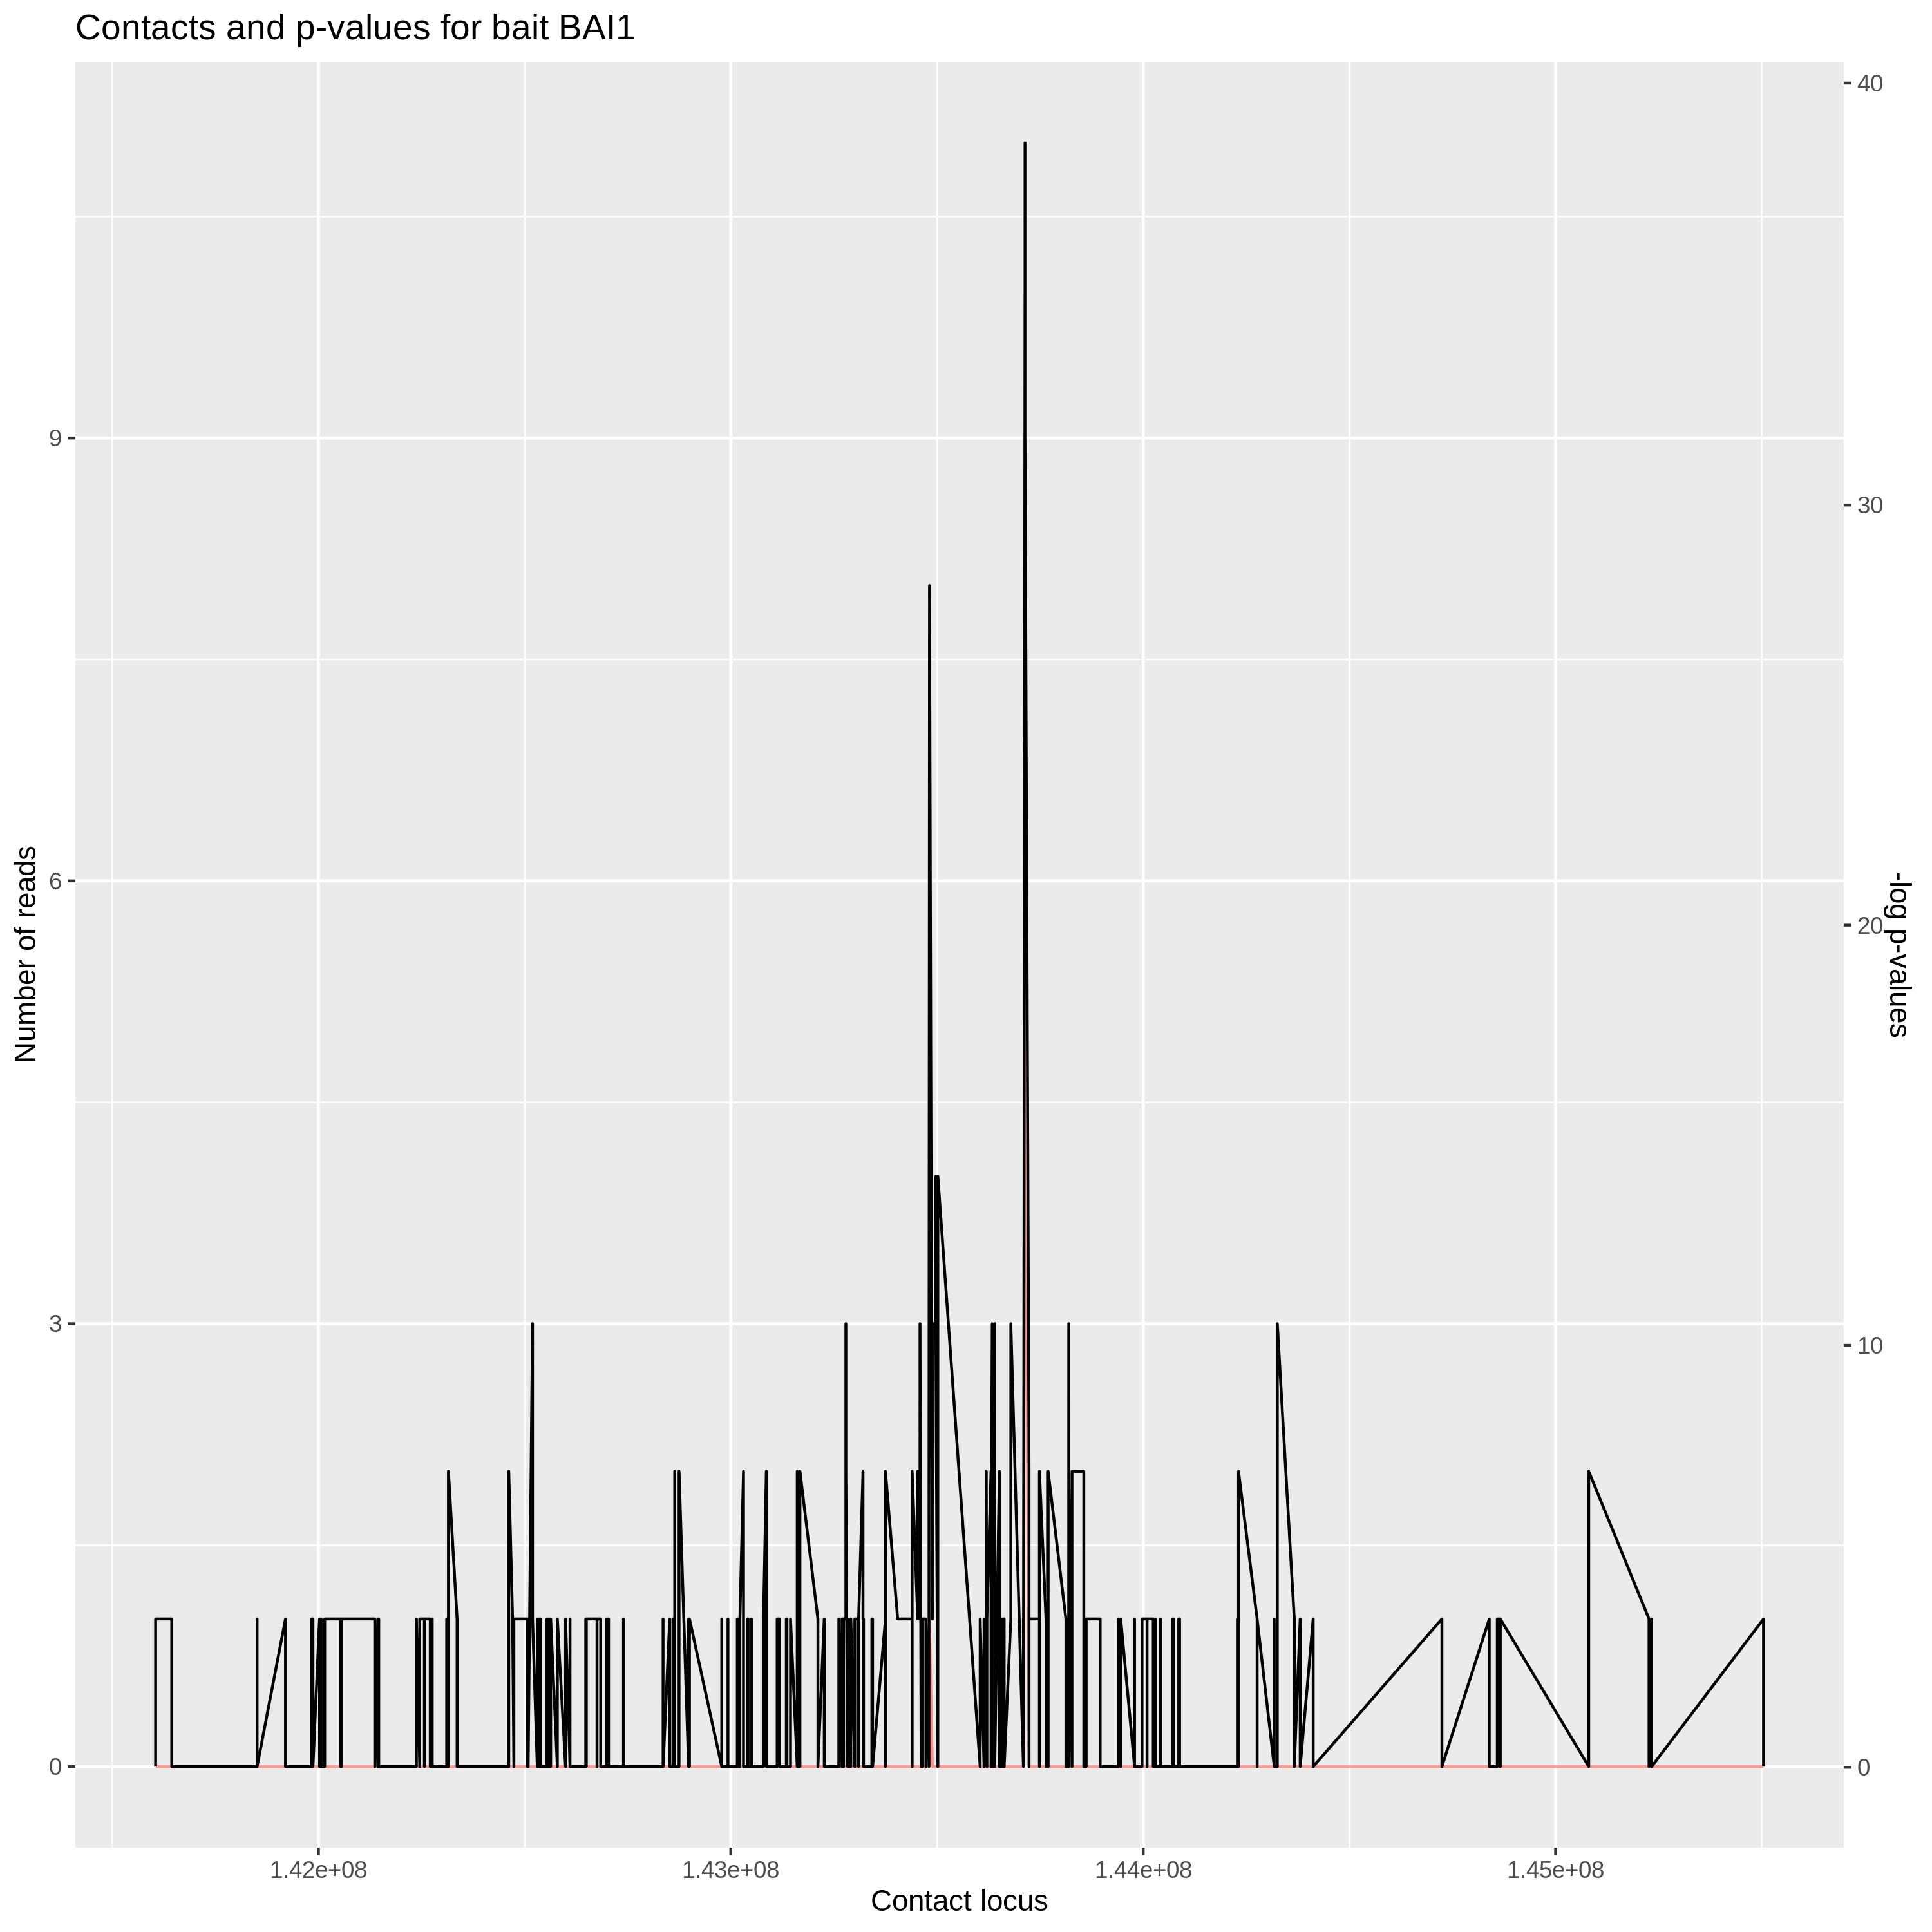 Contacts and p-values for bait BAI1
40
9
30
6
20
Number of reads
-log p-values
3
10
0
0
1.42e+08
1.43e+08
1.44e+08
1.45e+08
Contact locus